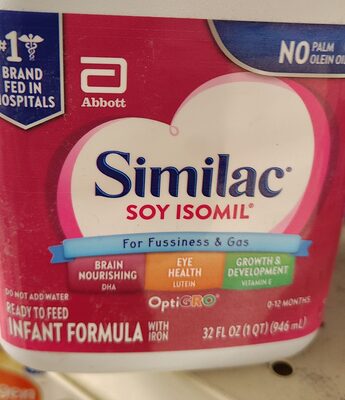 #1
BRAND
FED IN
HOSPITALS
Abbott
NO PALM
OLEIN OIL
Similac®
SOY ISOMIL®
For Fussiness & Gas
BRAIN
NOURISHING
DHA
EYE
HEALTH
LUTEIN
GROWTH &
DEVELOPMENT
VITAMIN E
OptiGRO®
0-12 MONTHS
DO NOT ADD WATER
READY TO FEED
INFANT FORMULA WITH
IRON
32 FL OZ (1 QT) (946 mL)